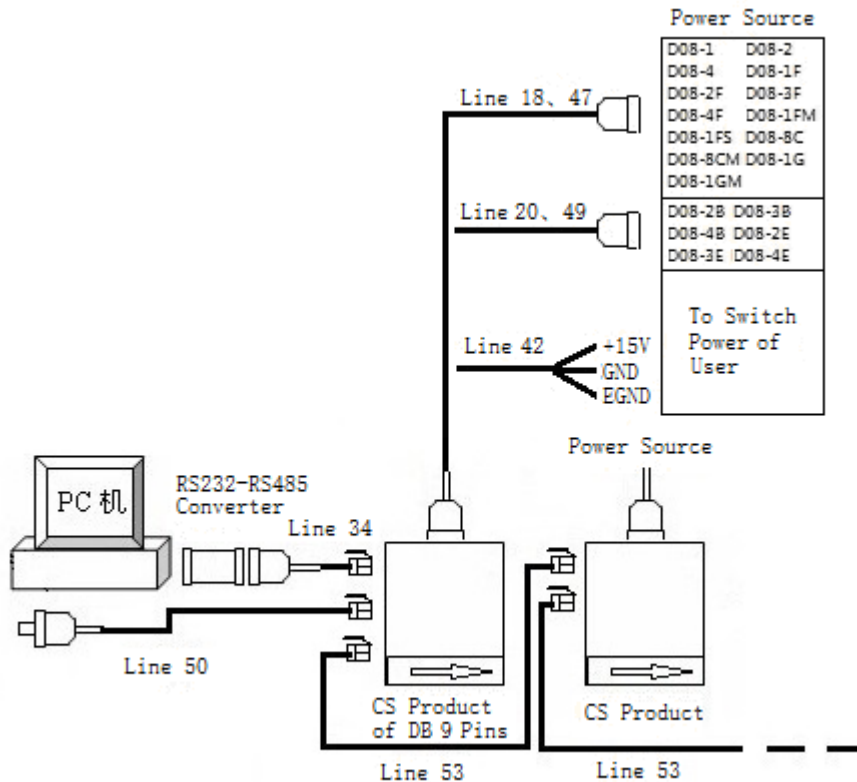 Power Source
D08-1 D08-2
D08-4 D08-1F
D08-2F D08-3F
D08-4F D08-1FM
D08-1FS D08-8C
D08-8CM D08-1G
D08-1GM
Line 18、47
D08-2B D08-3B
D08-4B D08-2E
D08-3E D08-4E
Line 20、49
To Switch
Power of
User
Line 42
+15V
GND
EGND
Power Source
PC机
RS232-RS485
Converter
Line 34
Line 50
CS Product
of DB 9 Pins
CS Product
Line 53
Line 53